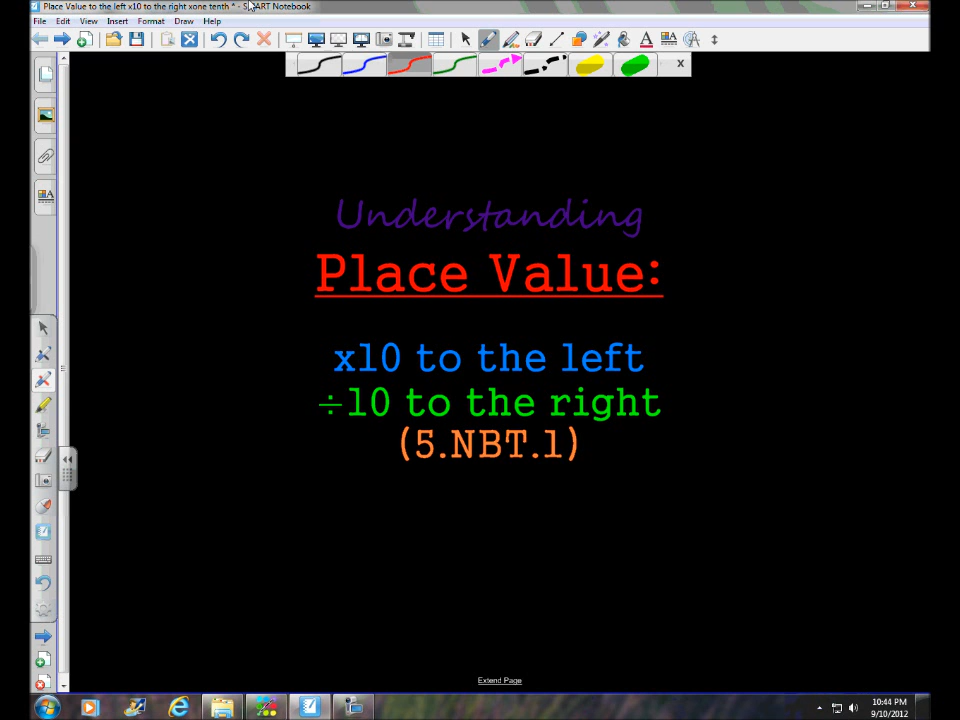 Place Value to the left x10 to the right xone tenth * - SMART Notebook
File Edit View Insert Format Draw Help
Understanding
Place Value:
x10 to the left
÷10 to the right
(5.NBT.1)
Extend Page
10:44 PM
9/10/2012